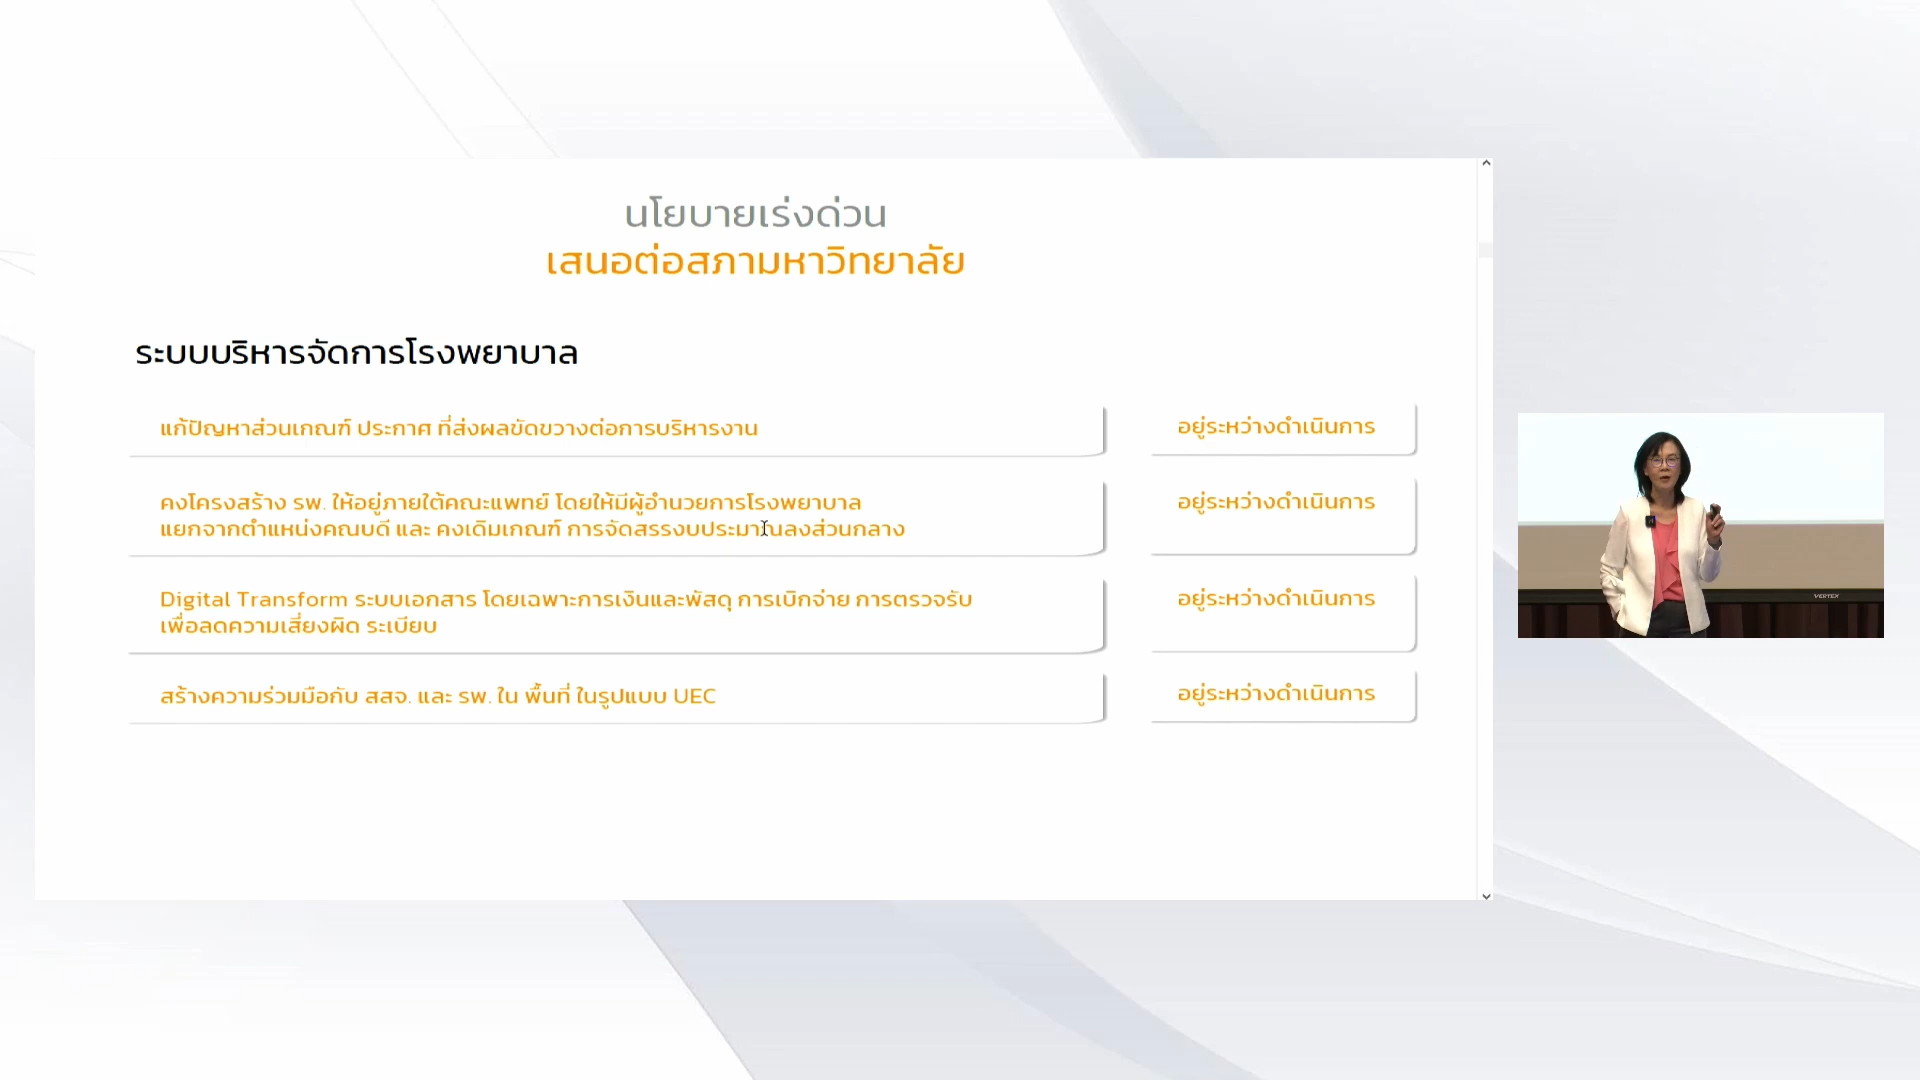 นโยบายเร่งด่วน
เสนอต่อสภามหาวิทยาลัย
ระบบบริหารจัดการโรงพยาบาล
แก้ปัญหาส่วนเกณฑ์ ประกาศ ที่ส่งผลขัดขวางต่อการบริหารงาน
อยู่ระหว่างดำเนินการ
คงโครงสร้าง รพ. ให้อยู่ภายใต้คณะแพทย์ โดยให้มีผู้อำนวยการโรงพยาบาล
แยกจากตำแหน่งคณบดี และ คงเดิมเกณฑ์ การจัดสรรงบประมาณลงส่วนกลาง
อยู่ระหว่างดำเนินการ
Digital Transform ระบบเอกสาร โดยเฉพาะการเงินและพัสดุ การเบิกจ่าย การตรวจรับ
เพื่อลดความเสี่ยงผิด ระเบียบ
อยู่ระหว่างดำเนินการ
สร้างความร่วมมือกับ สสจ. และ รพ. ใน พื้นที่ ในรูปแบบ UEC
อยู่ระหว่างดำเนินการ
VERTEX